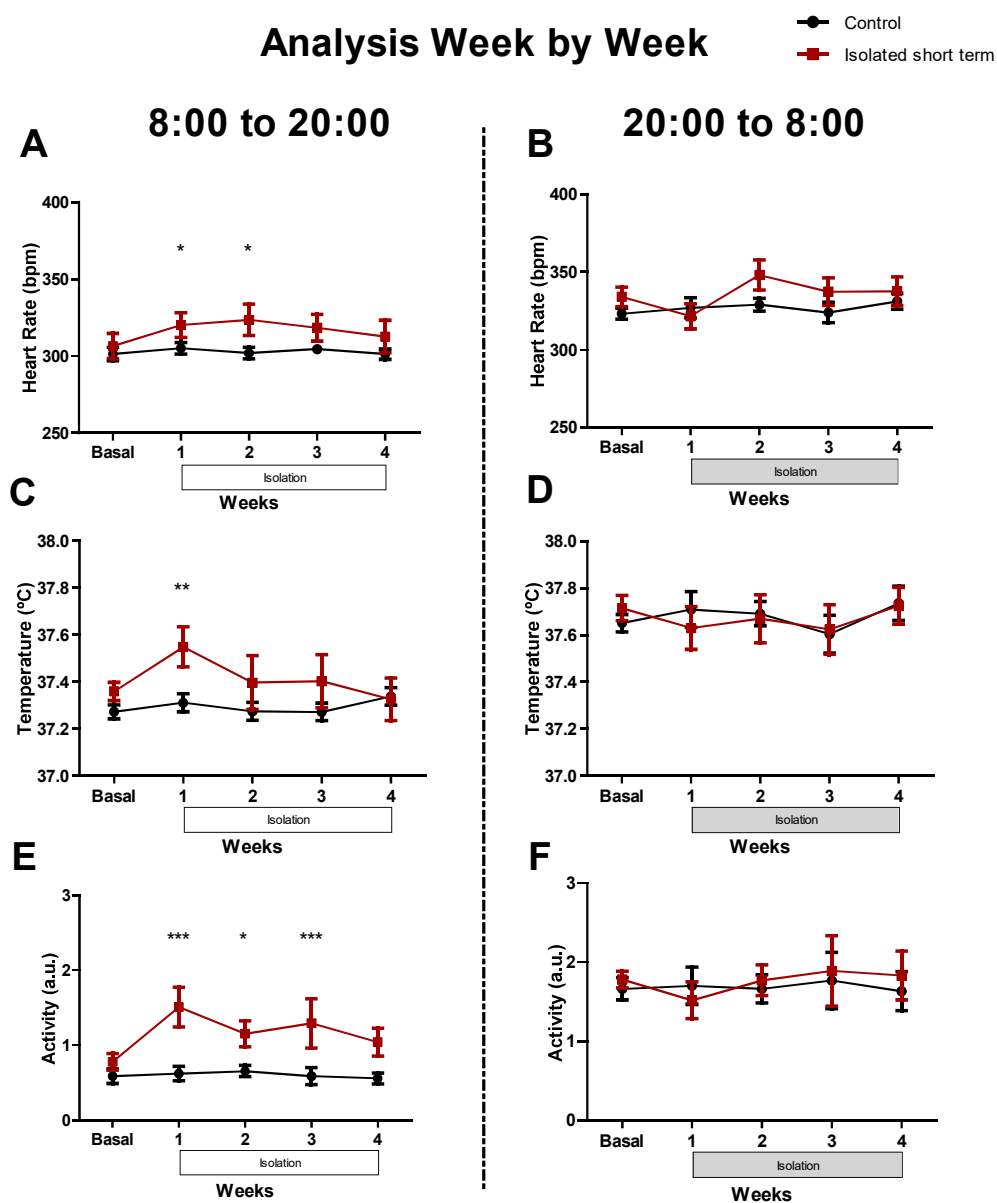 Analysis Week by Week
Control
Isolated short term
8:00 to 20:00
20:00 to 8:00
A
400
350
300
250
Heart Rate (bpm)
* *
Basal 1 2 3 4
Isolation
Weeks
B
400
350
300
250
Heart Rate (bpm)
Basal 1 2 3 4
Isolation
Weeks
C
38.0
37.8
37.6
37.4
37.2
37.0
Temperature (ºC)
**
Basal 1 2 3 4
Isolation
Weeks
D
38.0
37.8
37.6
37.4
37.2
37.0
Temperature (ºC)
Basal 1 2 3 4
Isolation
Weeks
E
3
2
1
0
Activity (a.u.)
*** * ***
Basal 1 2 3 4
Isolation
Weeks
F
3
2
1
0
Activity (a.u.)
Basal 1 2 3 4
Isolation
Weeks